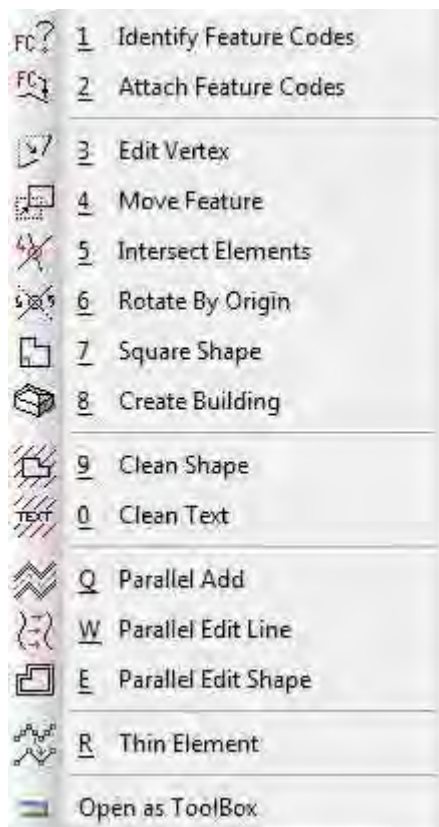 FC? 1 Identify Feature Codes
FC 2 Attach Feature Codes
3 Edit Vertex
4 Move Feature
5 Intersect Elements
6 Rotate By Origin
7 Square Shape
8 Create Building
9 Clean Shape
TEXT 0 Clean Text
Q Parallel Add
W Parallel Edit Line
E Parallel Edit Shape
R Thin Element
Open as ToolBox